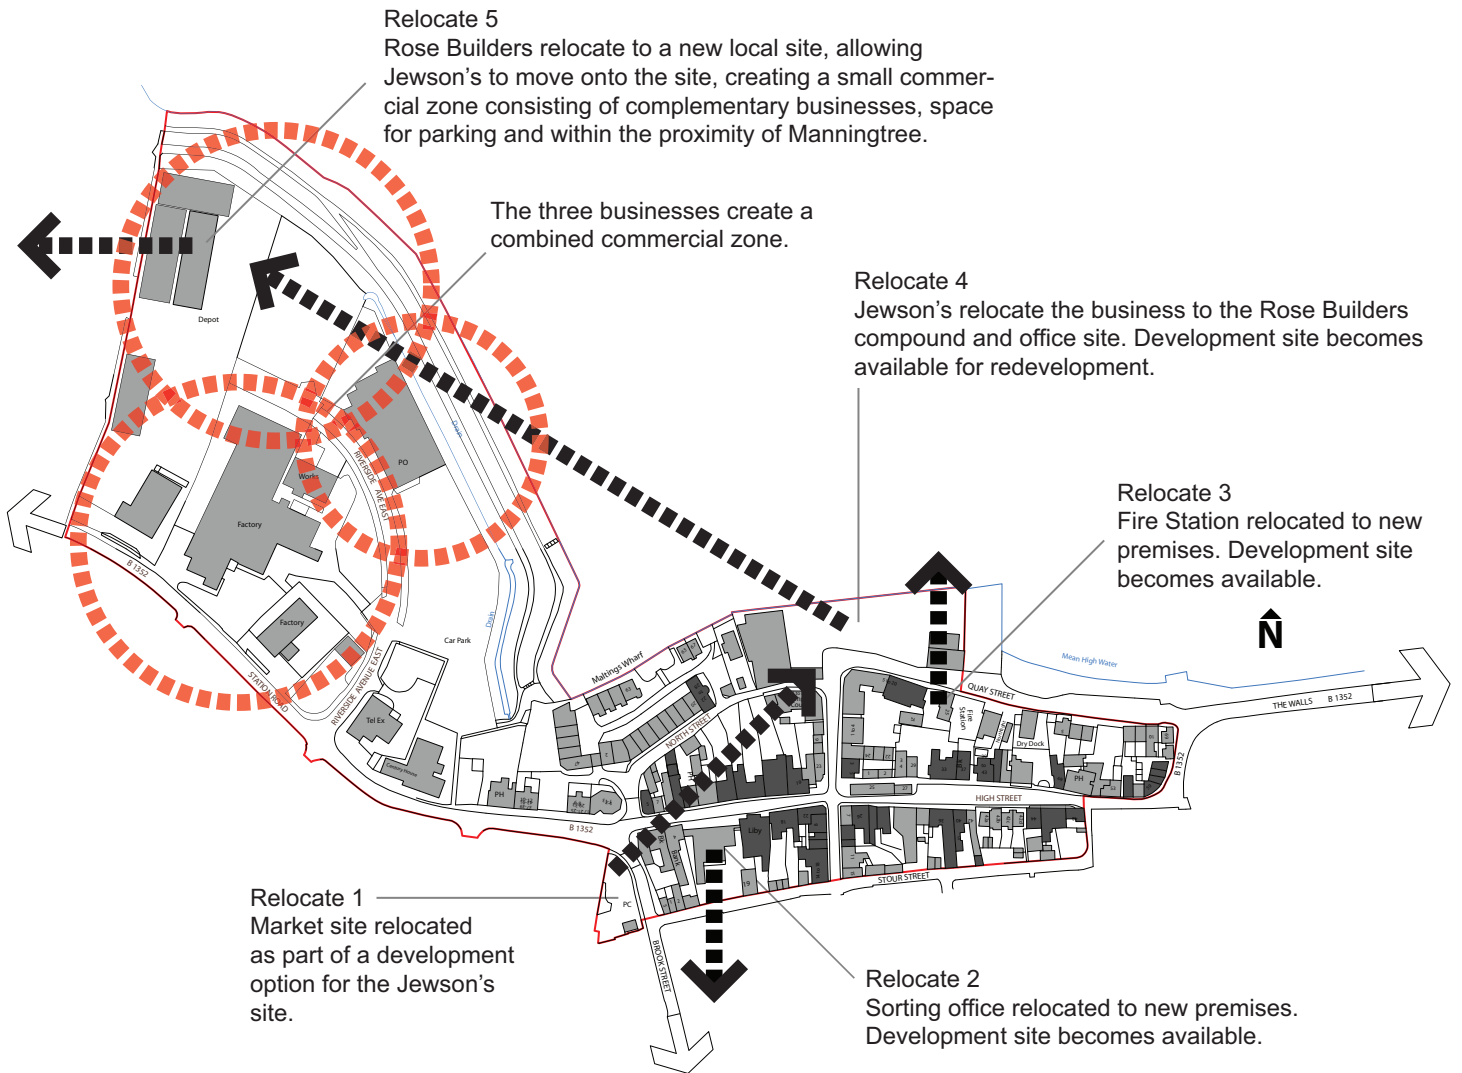 Relocate 5
Rose Builders relocate to a new local site, allowing
Jewson's to move onto the site, creating a small commer-
cial zone consisting of complementary businesses, space
for parking and within the proximity of Manningtree.
The three businesses create a
combined commercial zone.
Relocate 4
Jewson's relocate the business to the Rose Builders
compound and office site. Development site becomes
available for redevelopment.
Relocate 3
Fire Station relocated to new
premises. Development site
becomes available.
N
Depot
Drain
PO
Works
RIVERSIDE AVE EAST
Factory
B 1352
Factory
STATION ROAD
RIVERSIDE AVENUE EAST
Car Park
Drain
Tel Ex
Maltings Wharf
NORTH STREET
PH
PH
B 1352
Mean High Water
QUAY STREET
THE WALLS
B 1352
Fire
Station
Dry Dock
PH
B 1352
HIGH STREET
Liby
Bank
19
STOUR STREET
PC
BROOK STREET
Relocate 1
Market site relocated
as part of a development
option for the Jewson's
site.
Relocate 2
Sorting office relocated to new premises.
Development site becomes available.